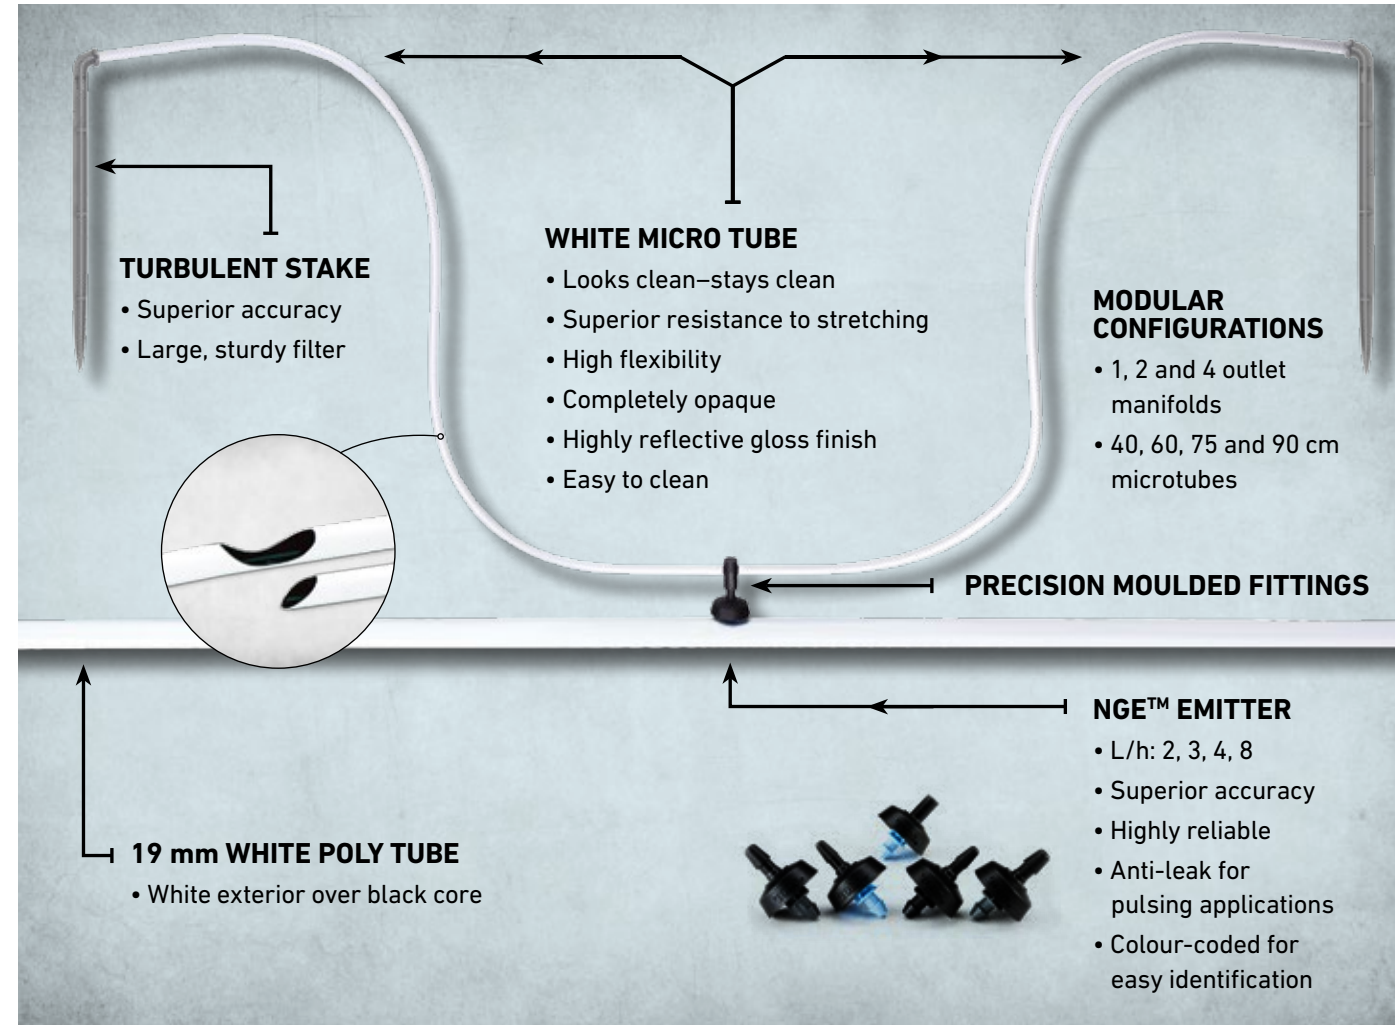 TURBULENT STAKE
• Superior accuracy
• Large, sturdy filter
WHITE MICRO TUBE
• Looks clean–stays clean
• Superior resistance to stretching
• High flexibility
• Completely opaque
• Highly reflective gloss finish
• Easy to clean
MODULAR
CONFIGURATIONS
• 1, 2 and 4 outlet
manifolds
• 40, 60, 75 and 90 cm
microtubes
PRECISION MOULDED FITTINGS
NGE™ EMITTER
• L/h: 2, 3, 4, 8
• Superior accuracy
• Highly reliable
• Anti-leak for
pulsing applications
• Colour-coded for
easy identification
19 mm WHITE POLY TUBE
• White exterior over black core